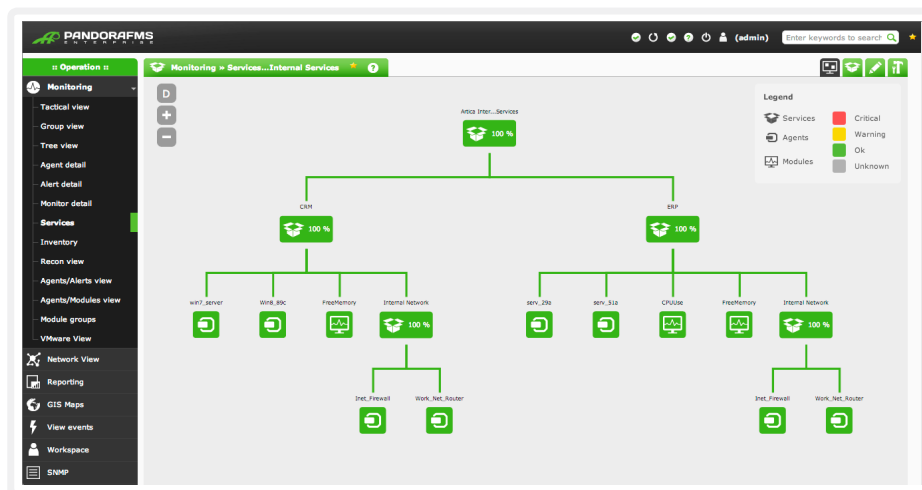 PANDORAFMS
ENTERPRISE
(admin)
Enter keywords to search
:: Operation ::
Monitoring » Services...Internal Services
Monitoring
Tactical view
Group view
Tree view
Agent detail
Alert detail
Monitor detail
Services
Inventory
Recon view
Agents/Alerts view
Agents/Modules view
Module groups
VMware View
Network View
Reporting
GIS Maps
View events
Workspace
SNMP
D
Legend
Services
Critical
Agents
Warning
Ok
Modules
Unknown
Artica Inter...Services
100 %
CRM
100 %
ERP
100 %
win7_server
Win8_89c
FreeMemory
Internal Network
100 %
serv_29a
serv_51a
CPUUse
FreeMemory
Internal Network
100 %
Inet_Firewall
Work_Net_Router
Inet_Firewall
Work_Net_Router